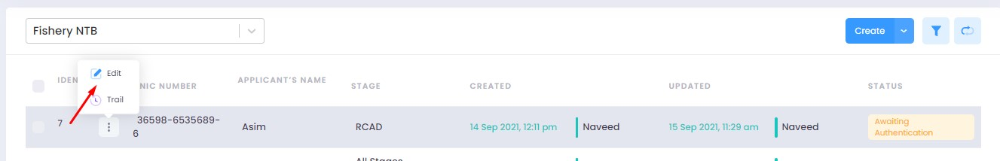 Fishery NTB
Create
Edit
Trail
IDEN
NIC NUMBER
APPLICANT'S NAME
STAGE
CREATED
UPDATED
STATUS
7
36598-6535689-
6
Asim
RCAD
14 Sep 2021, 12:11 pm
Naveed
15 Sep 2021, 11:29 am
Naveed
Awaiting
Authentication
All Stages